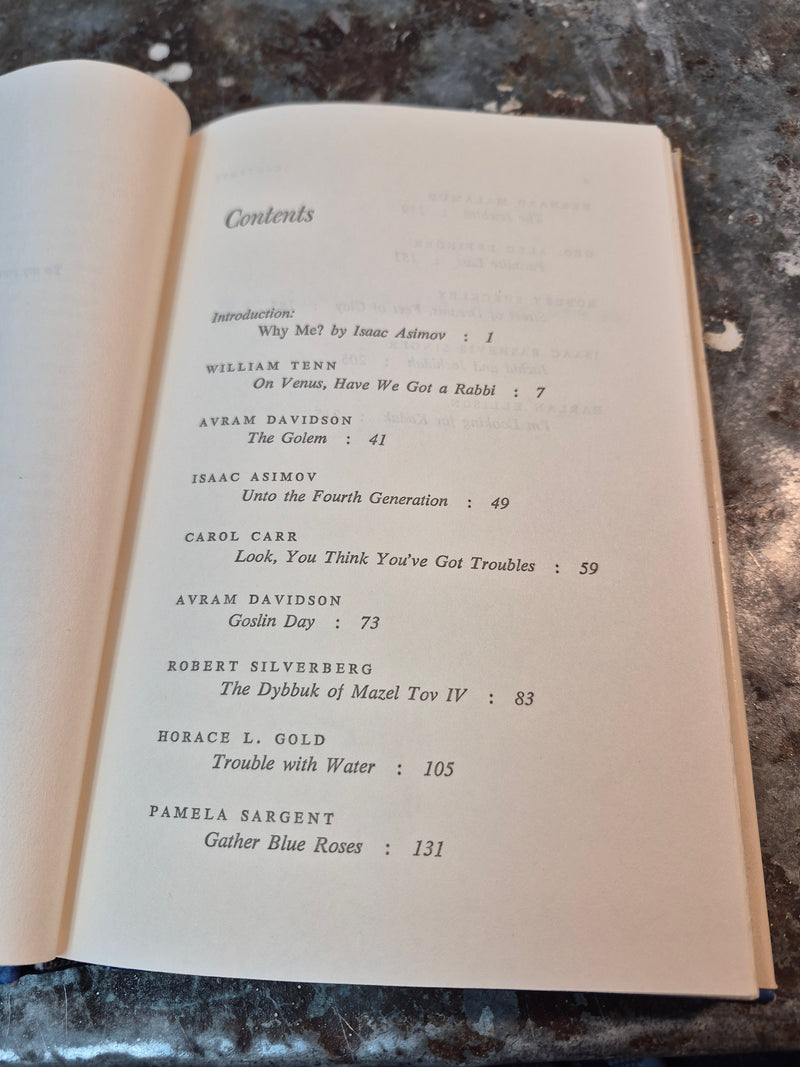 Contents
Introduction:
Why Me? by Isaac Asimov : 1
WILLIAM TENN
On Venus, Have We Got a Rabbi : 7
AVRAM DAVIDSON
The Golem : 41
ISAAC ASIMOV
Unto the Fourth Generation : 49
CAROL CARR
Look, You Think You've Got Troubles : 59
AVRAM DAVIDSON
Goslin Day : 73
ROBERT SILVERBERG
The Dybbuk of Mazel Tov IV : 83
HORACE L. GOLD
Trouble with Water : 105
PAMELA SARGENT
Gather Blue Roses : 131